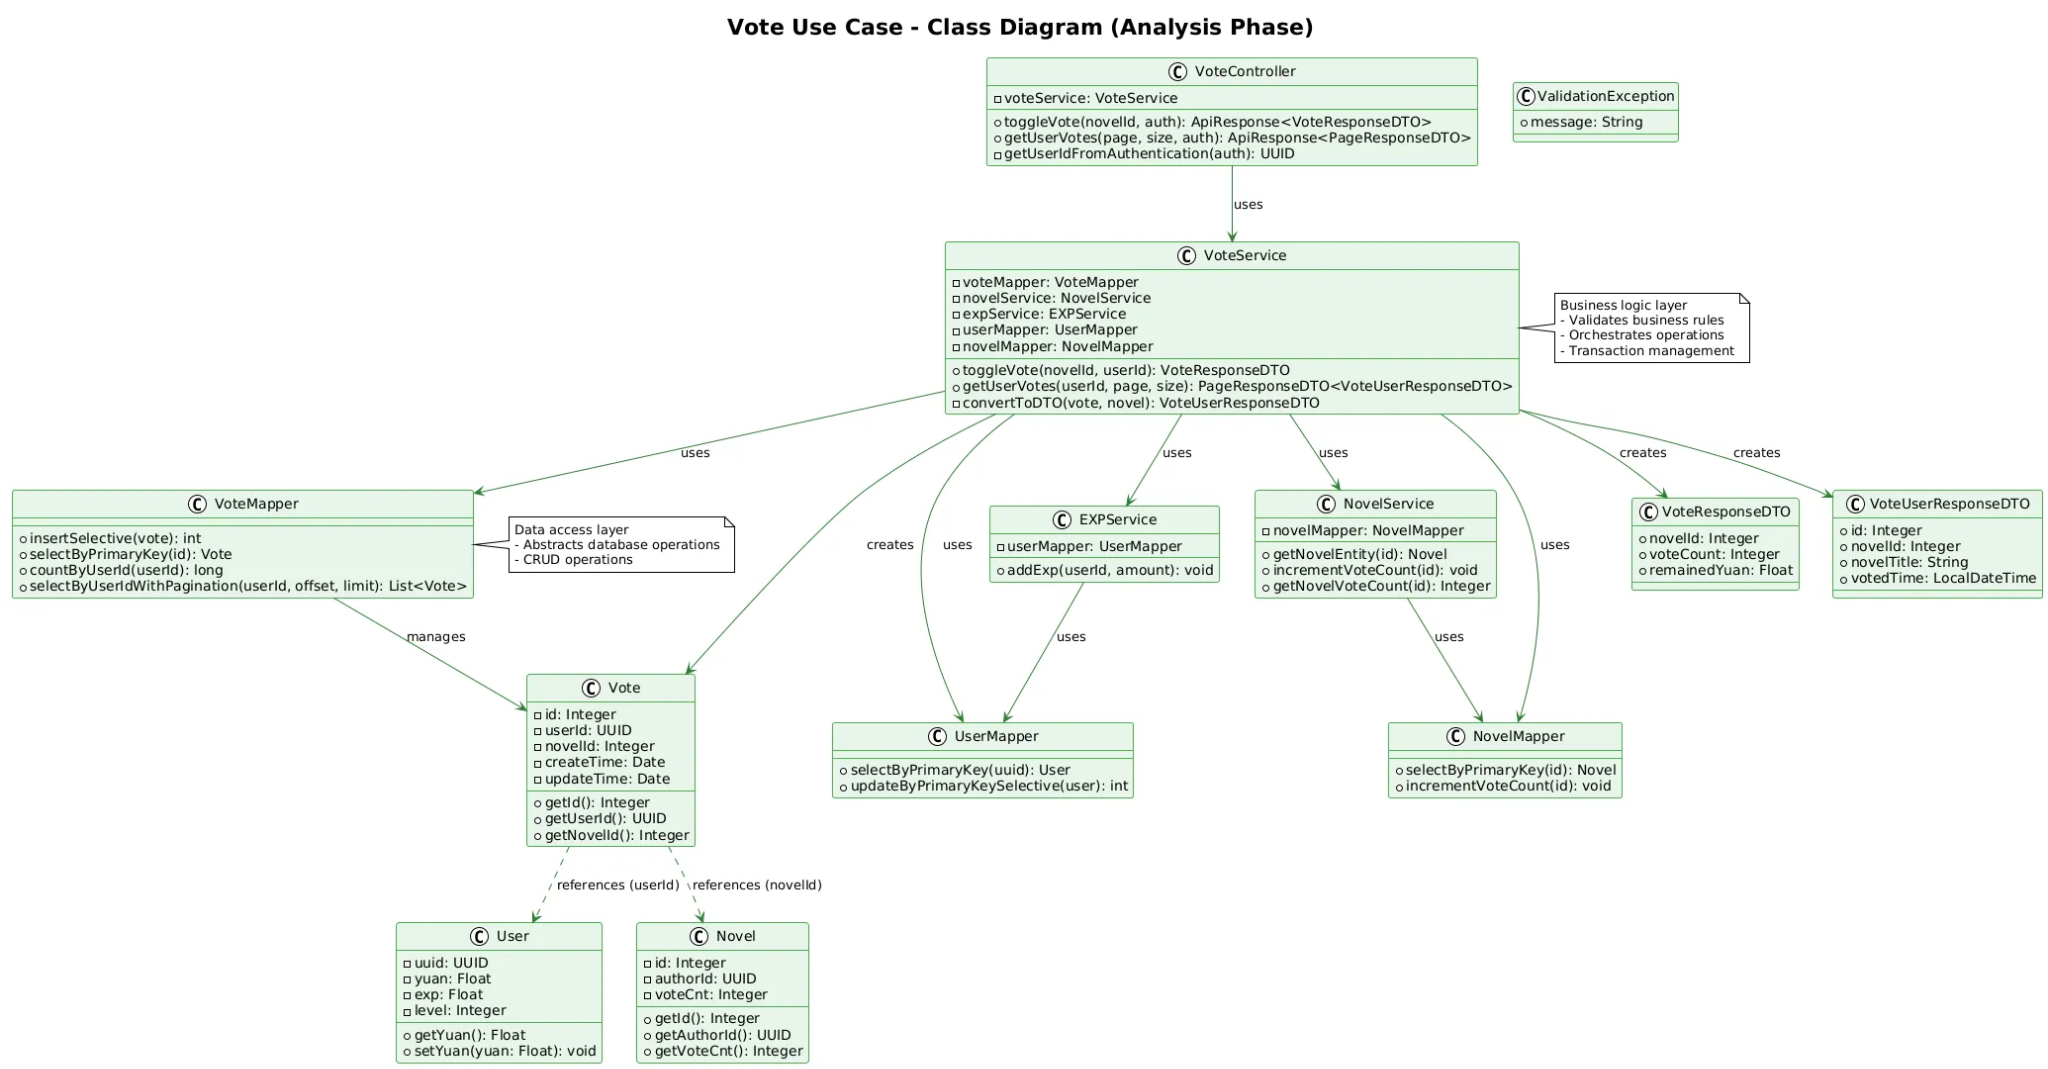 Vote Use Case - Class Diagram (Analysis Phase)
VoteController
voteService: VoteService
toggleVote(novelId, auth): ApiResponse<VoteResponseDTO>
getUserVotes(page, size, auth): ApiResponse<PageResponseDTO>
getUserIdFromAuthentication(auth): UUID
ValidationException
message: String
uses
VoteService
voteMapper: VoteMapper
novelService: NovelService
expService: EXPService
userMapper: UserMapper
novelMapper: NovelMapper
toggleVote(novelId, userId): VoteResponseDTO
getUserVotes(userId, page, size): PageResponseDTO<VoteUserResponseDTO>
convertToDTO(vote, novel): VoteUserResponseDTO
Business logic layer
- Validates business rules
- Orchestrates operations
- Transaction management
uses
uses
uses
creates
creates
VoteMapper
insertSelective(vote): int
selectByPrimaryKey(id): Vote
countByUserId(userId): long
selectByUserIdWithPagination(userId, offset, limit): List<Vote>
Data access layer
- Abstracts database operations
- CRUD operations
creates
uses
EXPService
userMapper: UserMapper
addExp(userId, amount): void
NovelService
novelMapper: NovelMapper
getNovelEntity(id): Novel
incrementVoteCount(id): void
getNovelVoteCount(id): Integer
uses
VoteResponseDTO
novelId: Integer
voteCount: Integer
remainedYuan: Float
VoteUserResponseDTO
id: Integer
novelId: Integer
novelTitle: String
votedTime: LocalDateTime
manages
uses
uses
Vote
id: Integer
userId: UUID
novelId: Integer
createTime: Date
updateTime: Date
getId(): Integer
getUserId(): UUID
getNovelId(): Integer
UserMapper
selectByPrimaryKey(uuid): User
updateByPrimaryKeySelective(user): int
NovelMapper
selectByPrimaryKey(id): Novel
incrementVoteCount(id): void
references (userId)
references (novelId)
User
uuid: UUID
yuan: Float
exp: Float
level: Integer
getYuan(): Float
setYuan(yuan: Float): void
Novel
id: Integer
authorId: UUID
voteCnt: Integer
getId(): Integer
getAuthorId(): UUID
getVoteCnt(): Integer